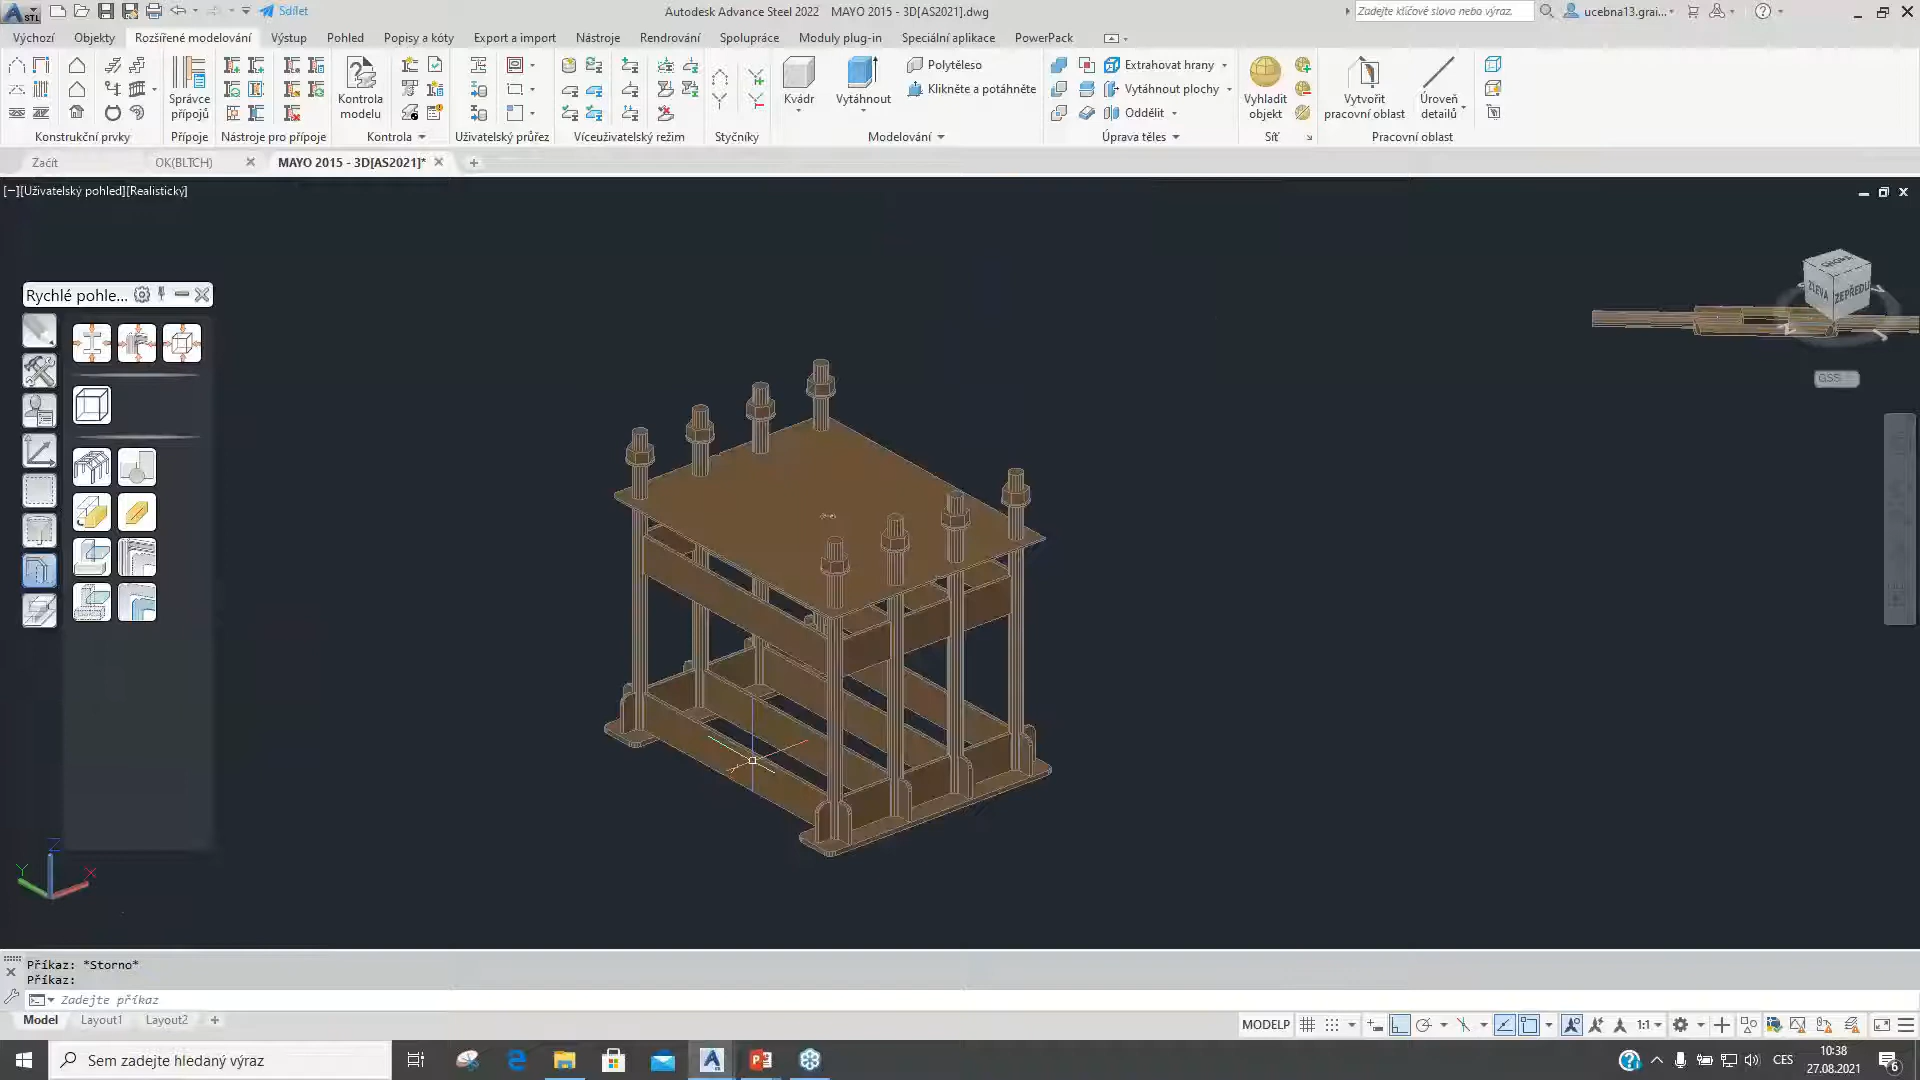 STL
Sdílet
Autodesk Advance Steel 2022 MAYO 2015 - 3D[AS2021].dwg
Zadejte klíčové slovo nebo výraz.
ucebna13.grai...
Výchozí Objekty Rozšířené modelování Výstup Pohled Popisy a kóty Export a import Nástroje Rendrování Spolupráce Moduly plug-in Speciální aplikace PowerPack
Správce přípojů
Kontrola modelu
Kvádr
Vytáhnout
Polytěleso
Klikněte a potáhněte
Extrahovat hrany
Vytáhnout plochy
Oddělit
Vyhladit objekt
Vytvořit pracovní oblast
Úroveň detailů
Konstrukční prvky Přípoje Nástroje pro přípoje Kontrola Uživatelský průřez Víceuživatelský režim Styčníky Modelování Úprava těles Síť Pracovní oblast
Začít OK(BLTCH) MAYO 2015 - 3D[AS2021]*
[−][Uživatelský pohled][Realistický]
Rychlé pohle...
ZLEVA ZEPŘEDU
GSS
Z
Y
X
Příkaz: *Storno*
Příkaz:
Zadejte příkaz
Model Layout1 Layout2
MODELP
1:1
Sem zadejte hledaný výraz
CES
10:38
27.08.2021
6